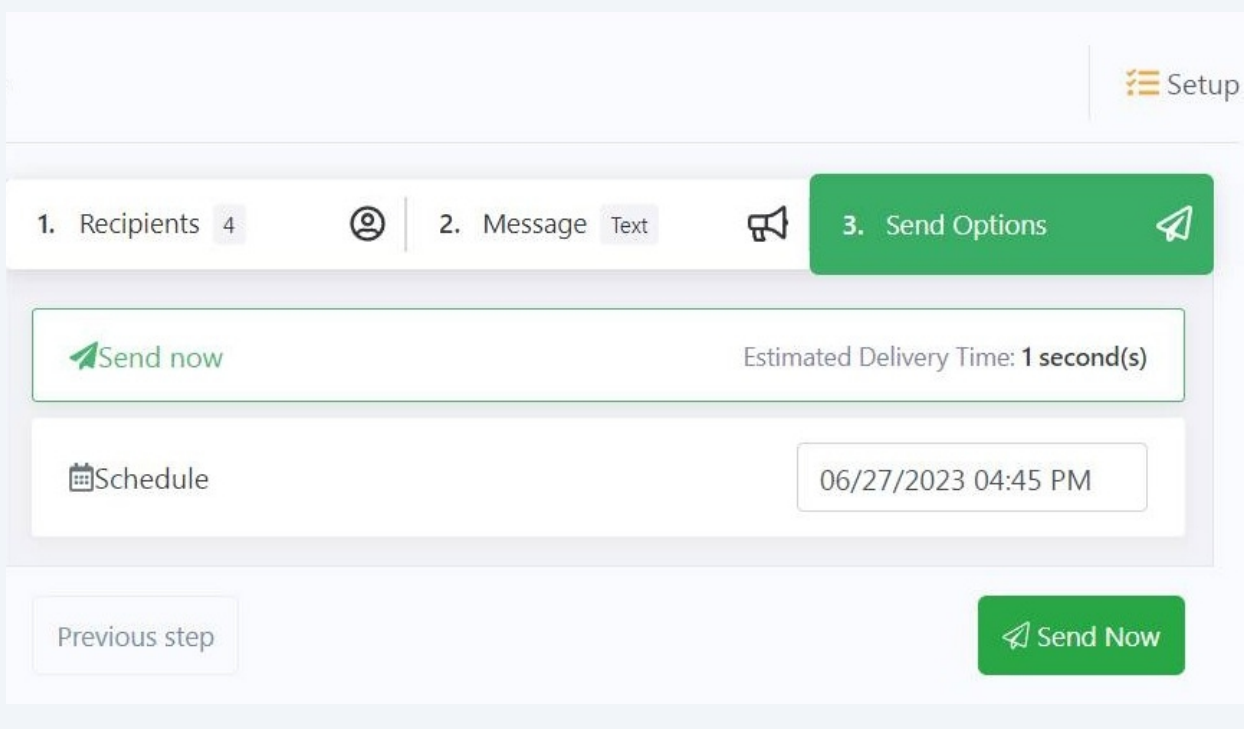 Setup
1. Recipients 4 2. Message Text 3. Send Options
Send now Estimated Delivery Time: 1 second(s)
Schedule 06/27/2023 04:45 PM
Previous step Send Now